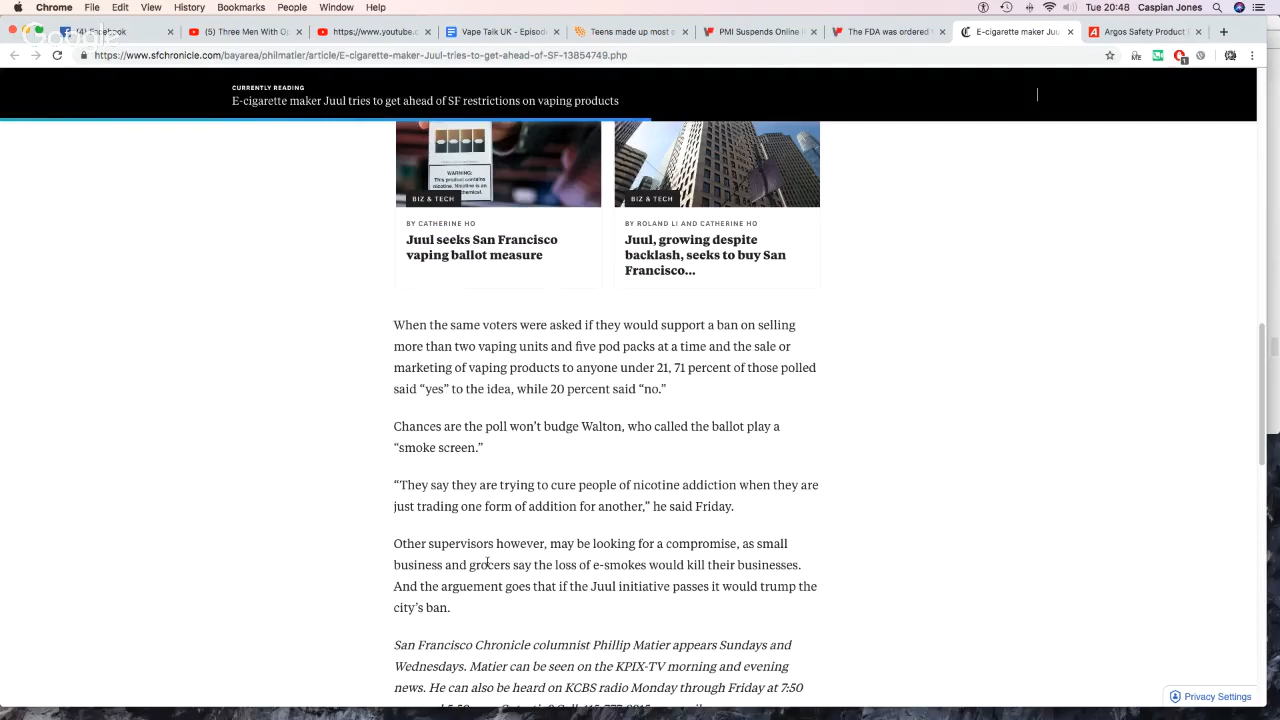 Chrome File Edit View History Bookmarks People Window Help Tue 20:48 Caspian Jones
Facebook (5) Three Men With O https://www.youtube.c Vape Talk UK - Episod Teens made up most o PMI Suspends Online The FDA was ordered E-cigarette maker Juu Argos Safety Product
https://www.sfchronicle.com/bayarea/philmatier/article/E-cigarette-maker-Juul-tries-to-get-ahead-of-SF-13854749.php
CURRENTLY READING
E-cigarette maker Juul tries to get ahead of SF restrictions on vaping products
WARNING:
This product contains
nicotine. Nicotine is an
BIZ & TECH
BIZ & TECH
BY CATHERINE HO
Juul seeks San Francisco
vaping ballot measure
BY ROLAND LI AND CATHERINE HO
Juul, growing despite
backlash, seeks to buy San
Francisco...
When the same voters were asked if they would support a ban on selling
more than two vaping units and five pod packs at a time and the sale or
marketing of vaping products to anyone under 21, 71 percent of those polled
said “yes” to the idea, while 20 percent said “no.”
Chances are the poll won’t budge Walton, who called the ballot play a
“smoke screen.”
“They say they are trying to cure people of nicotine addiction when they are
just trading one form of addition for another,” he said Friday.
Other supervisors however, may be looking for a compromise, as small
business and grocers say the loss of e-smokes would kill their businesses.
And the arguement goes that if the Juul initiative passes it would trump the
city’s ban.
San Francisco Chronicle columnist Phillip Matier appears Sundays and
Wednesdays. Matier can be seen on the KPIX-TV morning and evening
news. He can also be heard on KCBS radio Monday through Friday at 7:50
Privacy Settings